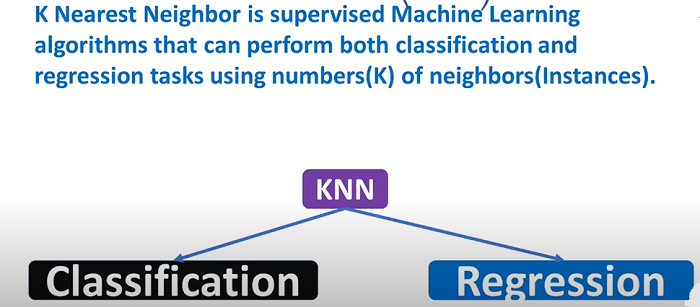 K Nearest Neighbor is supervised Machine Learning
algorithms that can perform both classification and
regression tasks using numbers(K) of neighbors(Instances).
KNN
Classification
Regression